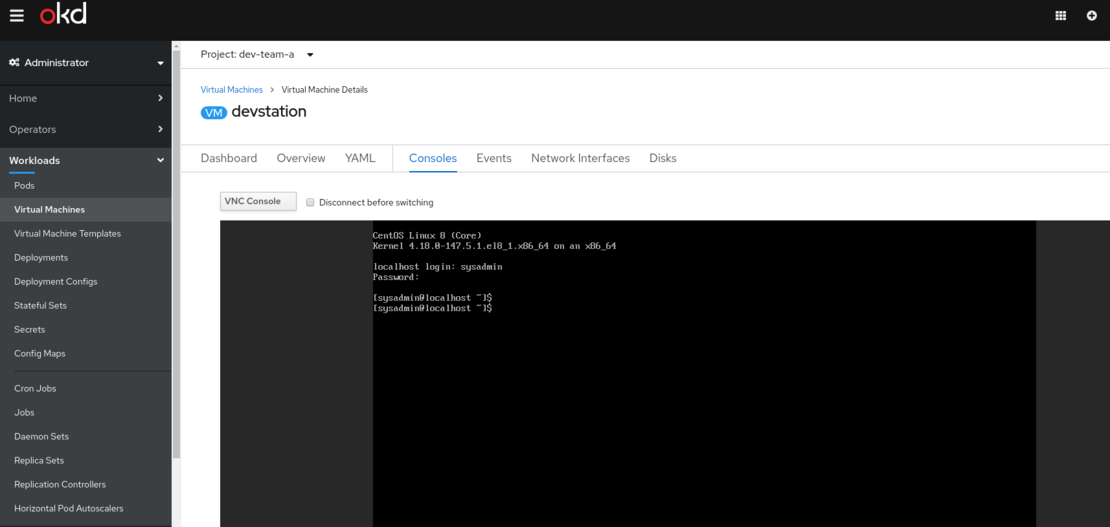 okd
Administrator
Home
Operators
Workloads
Pods
Virtual Machines
Virtual Machine Templates
Deployments
Deployment Configs
Stateful Sets
Secrets
Config Maps
Cron Jobs
Jobs
Daemon Sets
Replica Sets
Replication Controllers
Horizontal Pod Autoscalers
Project: dev-team-a
Virtual Machines > Virtual Machine Details
VM devstation
Dashboard Overview YAML Consoles Events Network Interfaces Disks
VNC Console Disconnect before switching
CentOS Linux 8 (Core)
Kernel 4.18.0-147.5.1.el8_1.x86_64 on an x86_64
localhost login: sysadmin
Password:
[sysadmin@localhost ~]$
[sysadmin@localhost ~]$